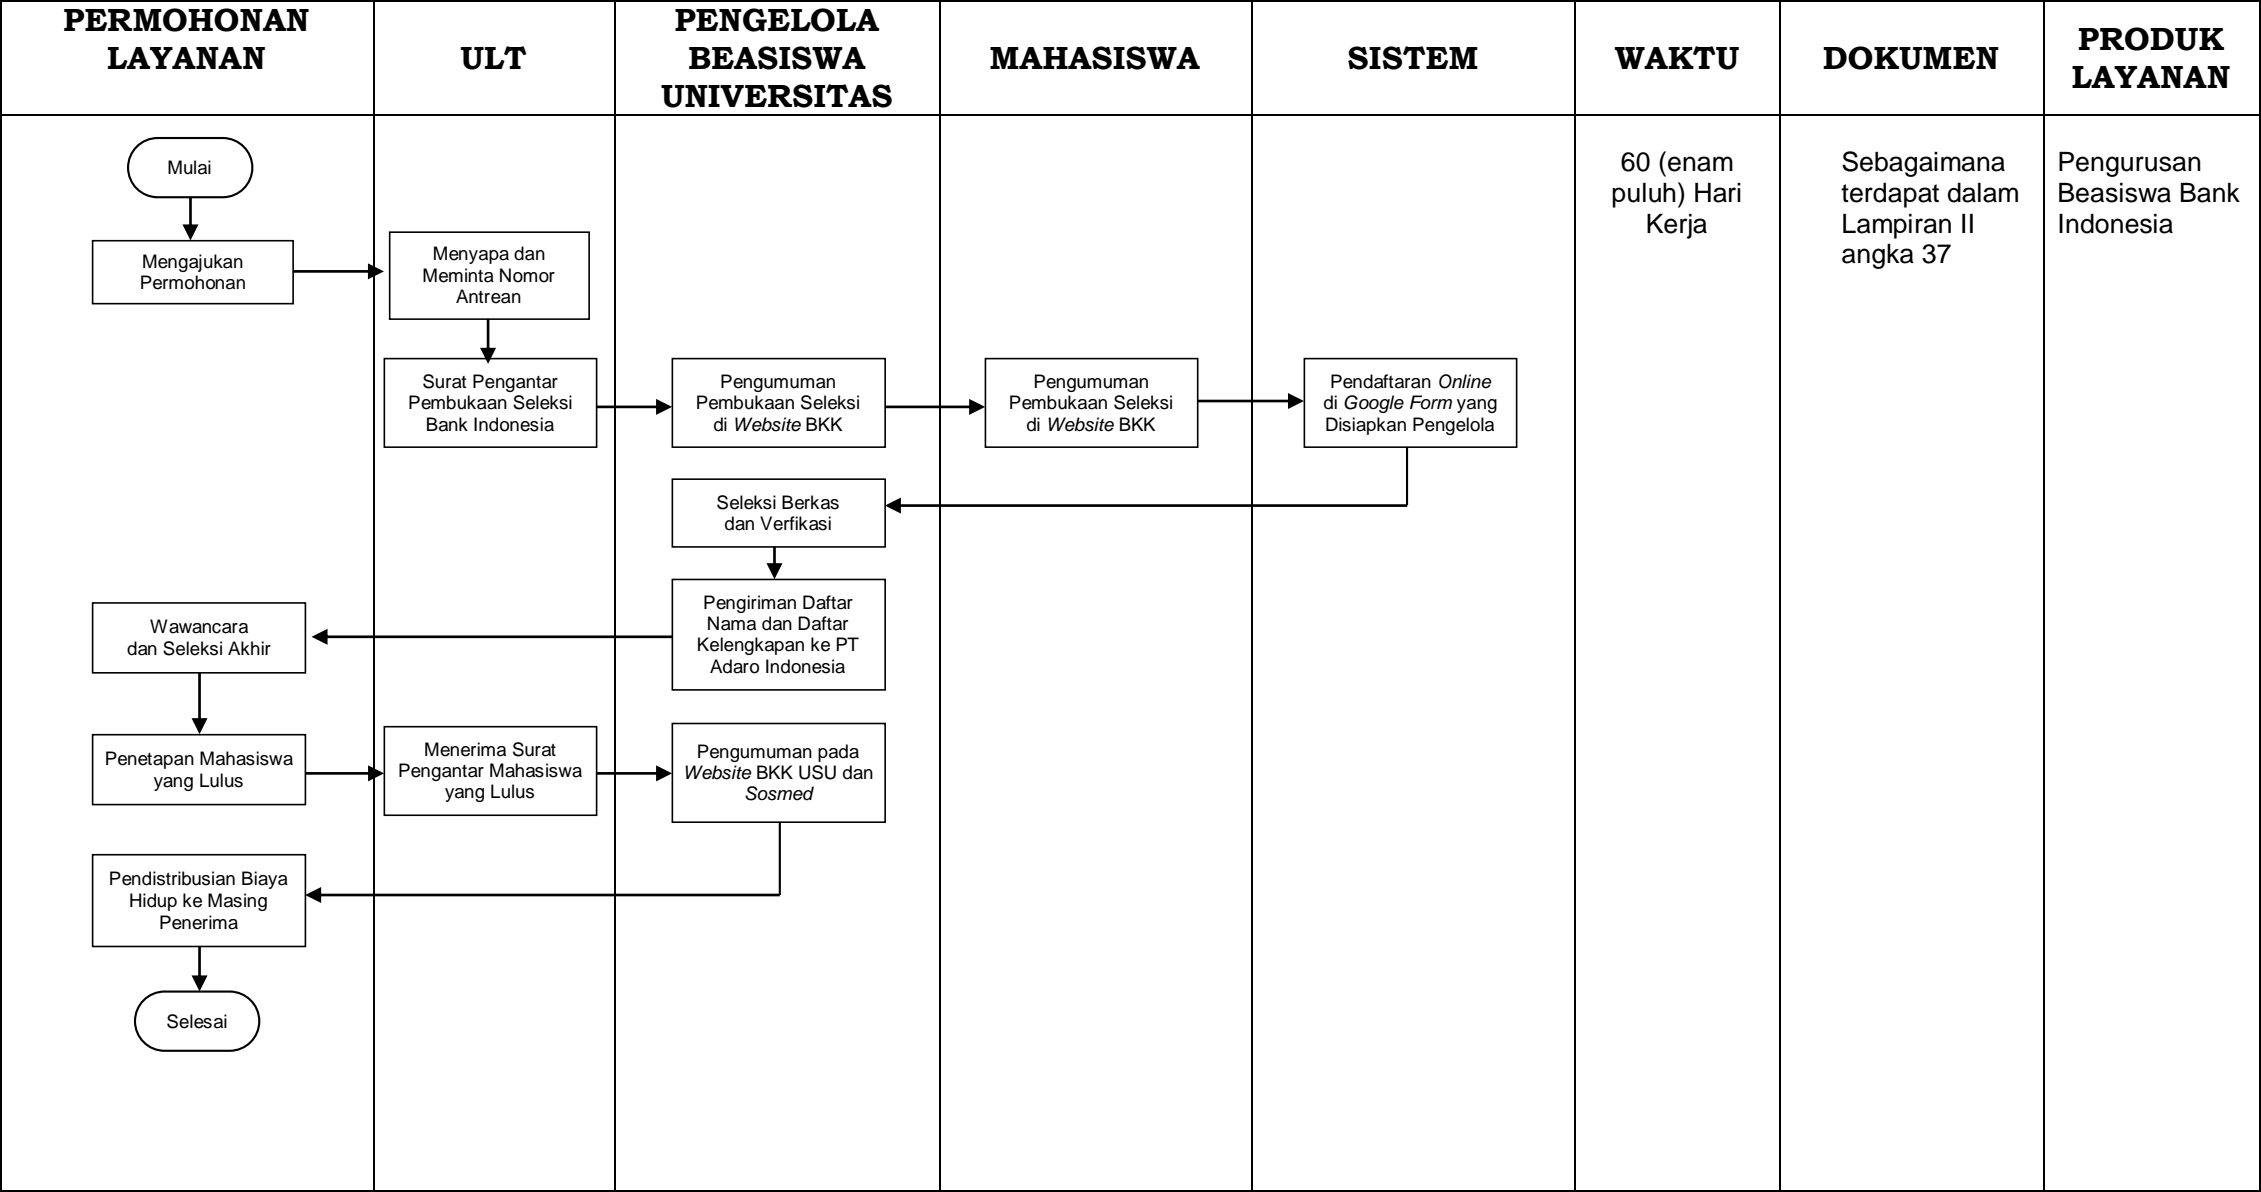 PERMOHONAN
LAYANAN
ULT
PENGELOLA
BEASISWA
UNIVERSITAS
MAHASISWA
SISTEM
WAKTU
DOKUMEN
PRODUK
LAYANAN
Mulai
60 (enam
puluh) Hari
Kerja
Sebagaimana
terdapat dalam
Lampiran II
angka 37
Pengurusan
Beasiswa Bank
Indonesia
Mengajukan
Permohonan
Menyapa dan
Meminta Nomor
Antrean
Surat Pengantar
Pembukaan Seleksi
Bank Indonesia
Pengumuman
Pembukaan Seleksi
di Website BKK
Pengumuman
Pembukaan Seleksi
di Website BKK
Pendaftaran Online
di Google Form yang
Disiapkan Pengelola
Seleksi Berkas
dan Verfikasi
Pengiriman Daftar
Nama dan Daftar
Kelengkapan ke PT
Adaro Indonesia
Wawancara
dan Seleksi Akhir
Penetapan Mahasiswa
yang Lulus
Menerima Surat
Pengantar Mahasiswa
yang Lulus
Pengumuman pada
Website BKK USU dan
Sosmed
Pendistribusian Biaya
Hidup ke Masing
Penerima
Selesai